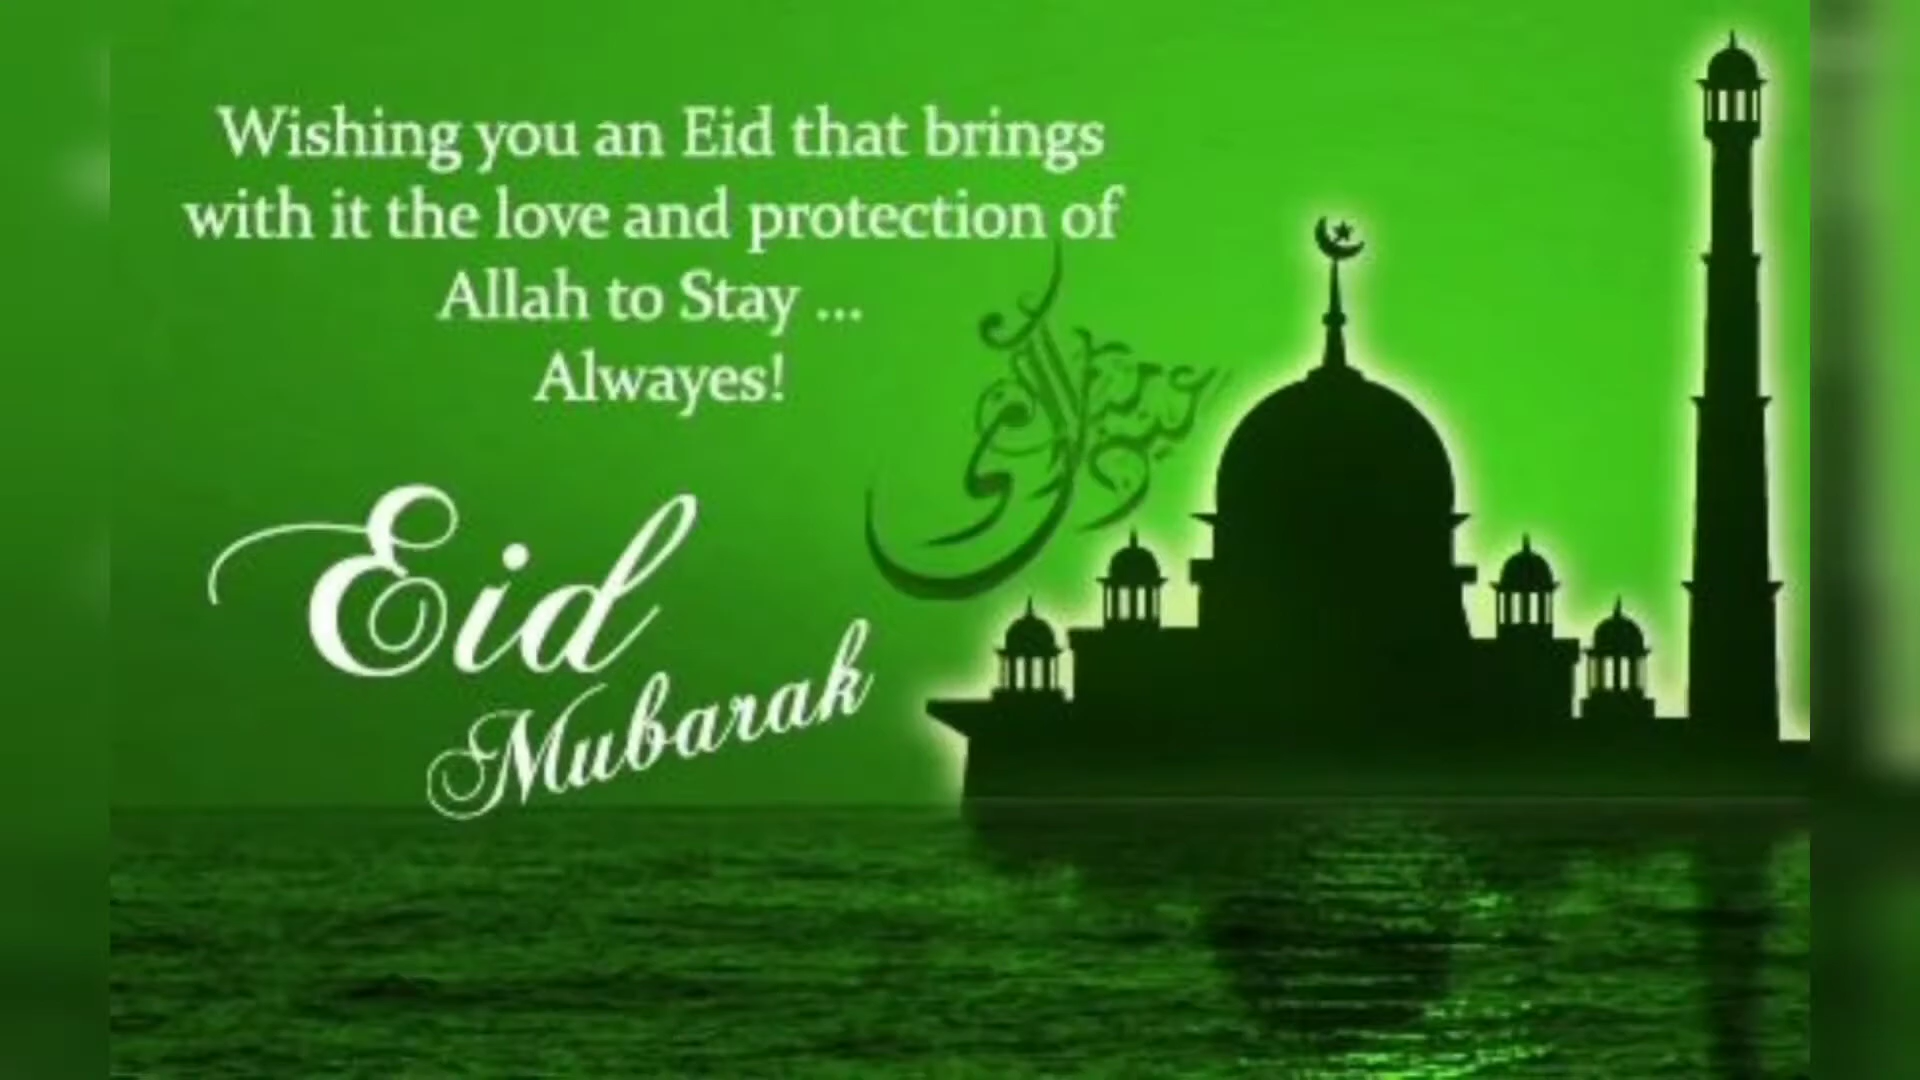 Wishing you an Eid that brings
with it the love and protection of
Allah to Stay ...
Alwayes!
Eid
Mubarak